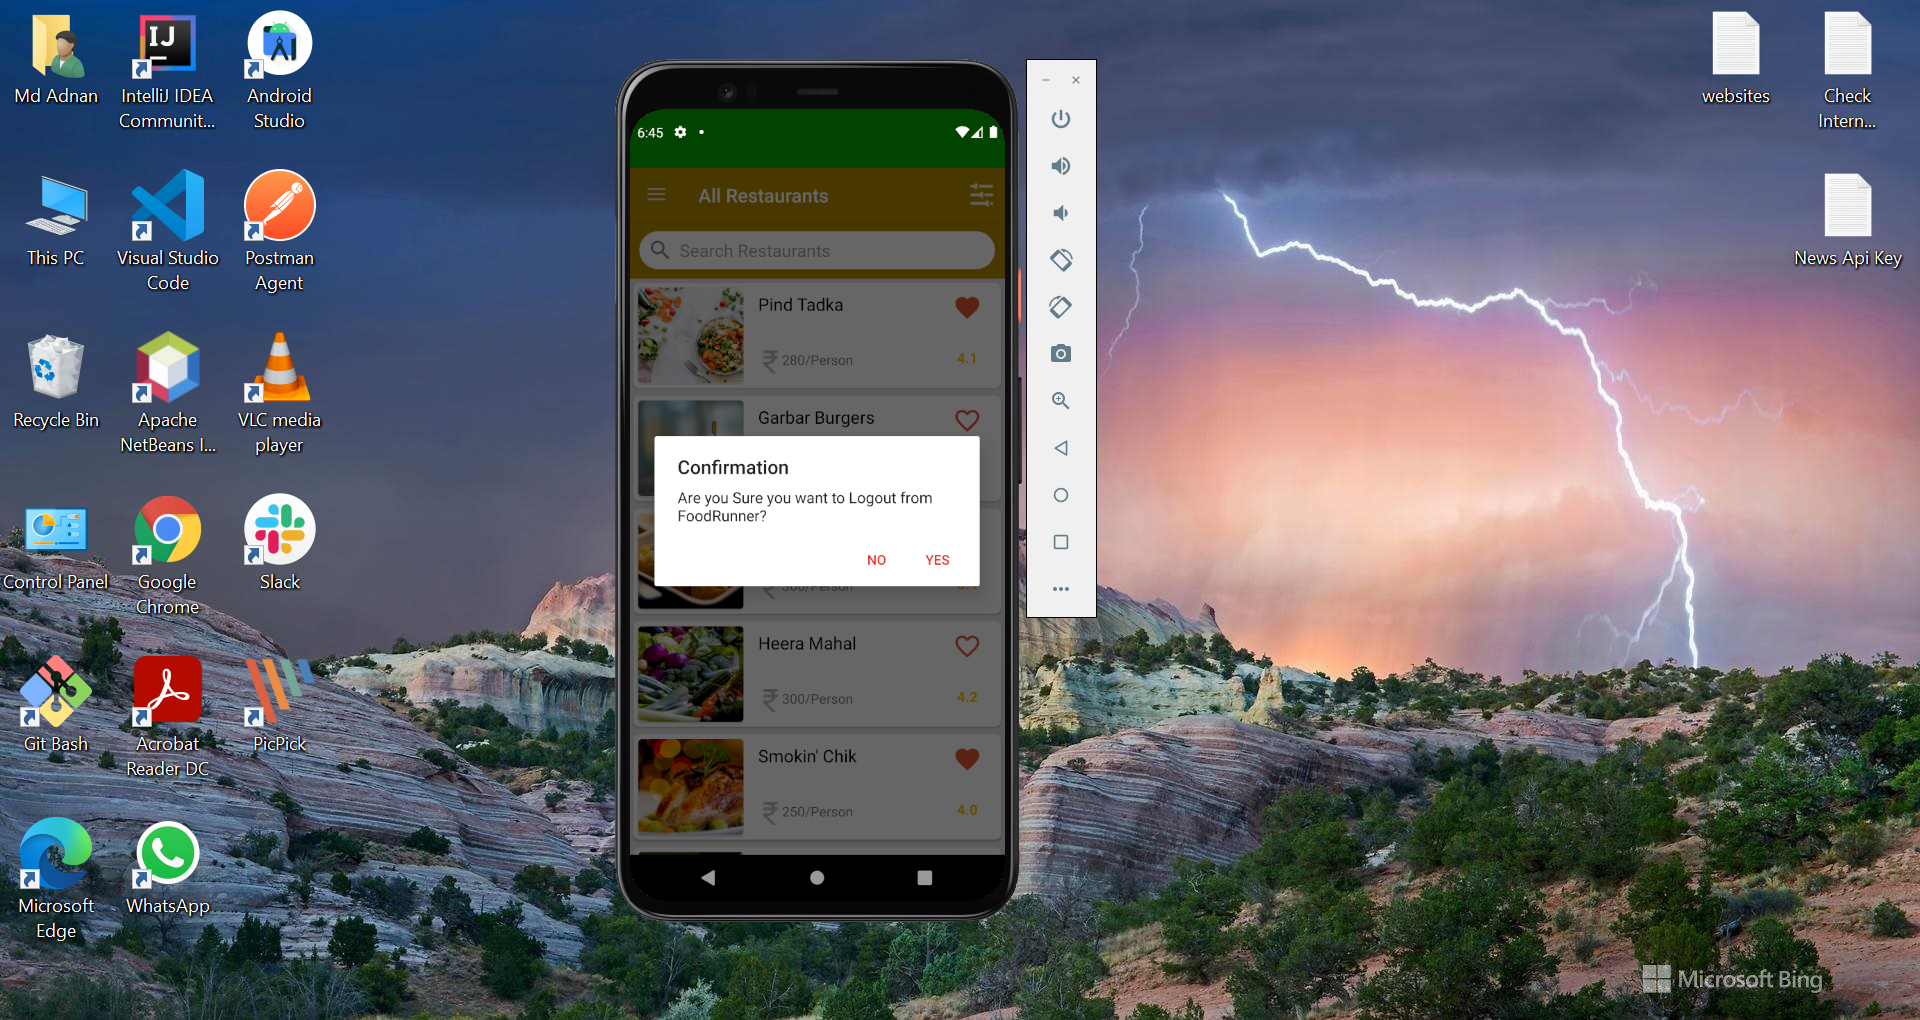 Md Adnan
IntelliJ IDEA
Communit...
Android
Studio
This PC
Visual Studio
Code
Postman
Agent
Recycle Bin
Apache
NetBeans I...
VLC media
player
Control Panel
Google
Chrome
Slack
Git Bash
Acrobat
Reader DC
PicPick
Microsoft
Edge
WhatsApp
6:45
All Restaurants
Search Restaurants
Pind Tadka
280/Person
4.1
Garbar Burgers
Confirmation
Are you Sure you want to Logout from
FoodRunner?
NO
YES
Heera Mahal
₹ 300/Person
4.2
Smokin' Chik
₹ 250/Person
4.0
websites
Check
Intern...
News Api Key
Microsoft Bing